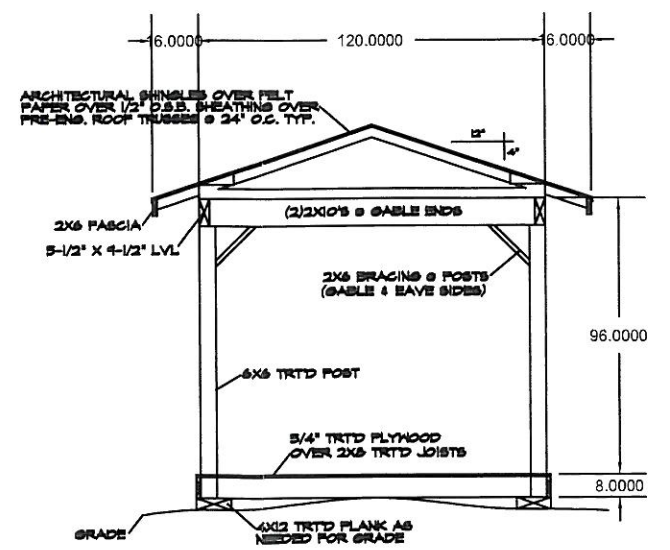 16.0000
120.0000
16.0000
ARCHITECTURAL SHINGLES OVER FELT
PAPER OVER 1/2" O.S.B. SHEATHING OVER
PRE-ENG. ROOF TRUSSES @ 24" O.C. TYP.
12"
4"
2X6 FASCIA
(2)2X10'S @ GABLE ENDS
5-1/2" X 9-1/2" LVL
2X6 BRACING @ POSTS
(GABLE & EAVE SIDES)
96.0000
6X6 TRT'D POST
3/4" TRT'D PLYWOOD
OVER 2X8 TRT'D JOISTS
8.0000
GRADE
4X12 TRT'D PLANK AS
NEEDED FOR GRADE